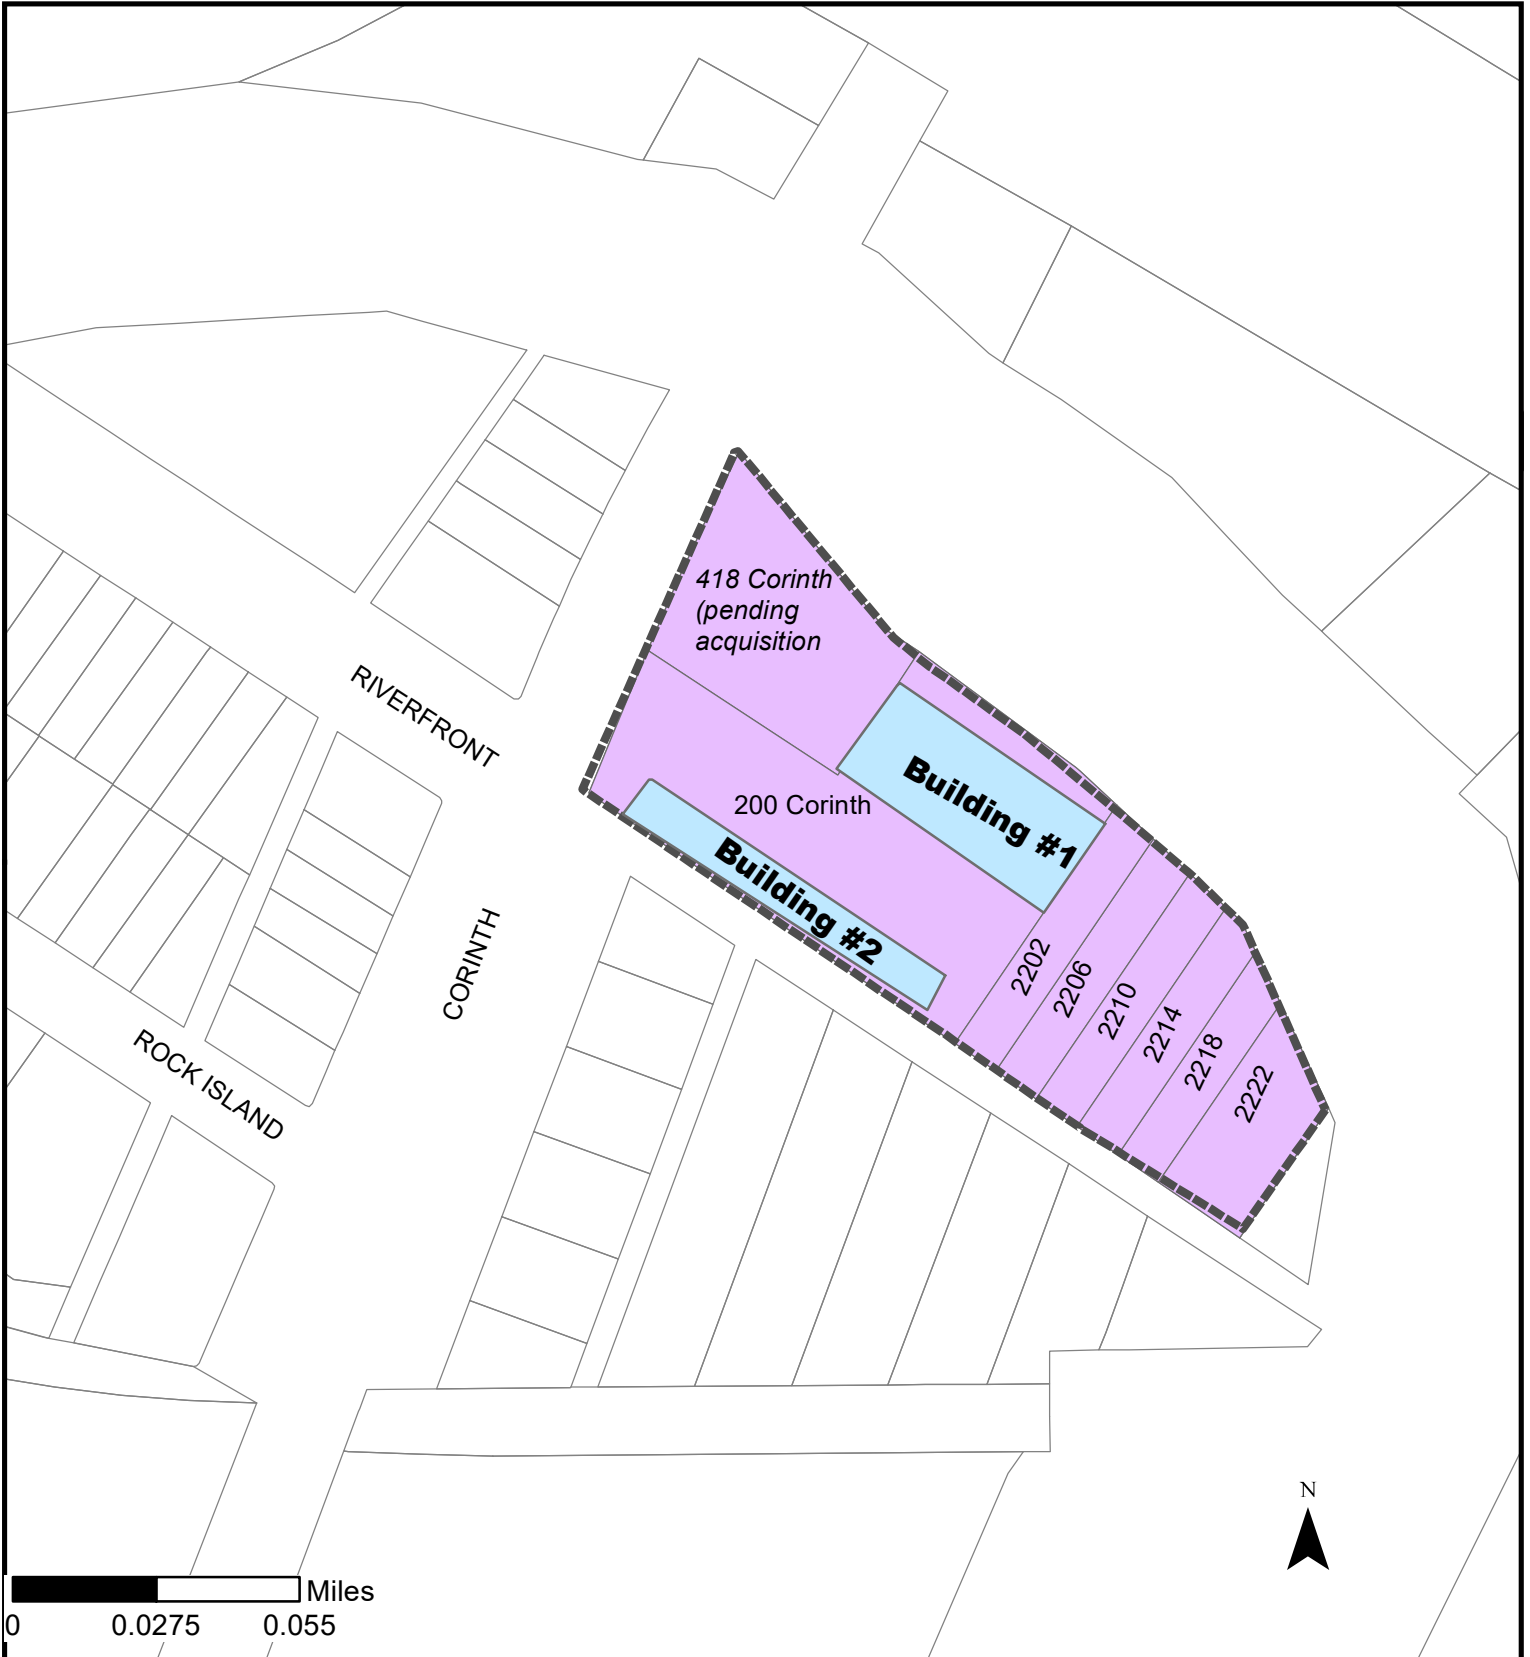 418 Corinth
(pending
acquisition
RIVERFRONT
Building #1
200 Corinth
Building #2
CORINTH
2202
2206
2210
2214
2218
2222
ROCK ISLAND
N
Miles
0 0.0275 0.055